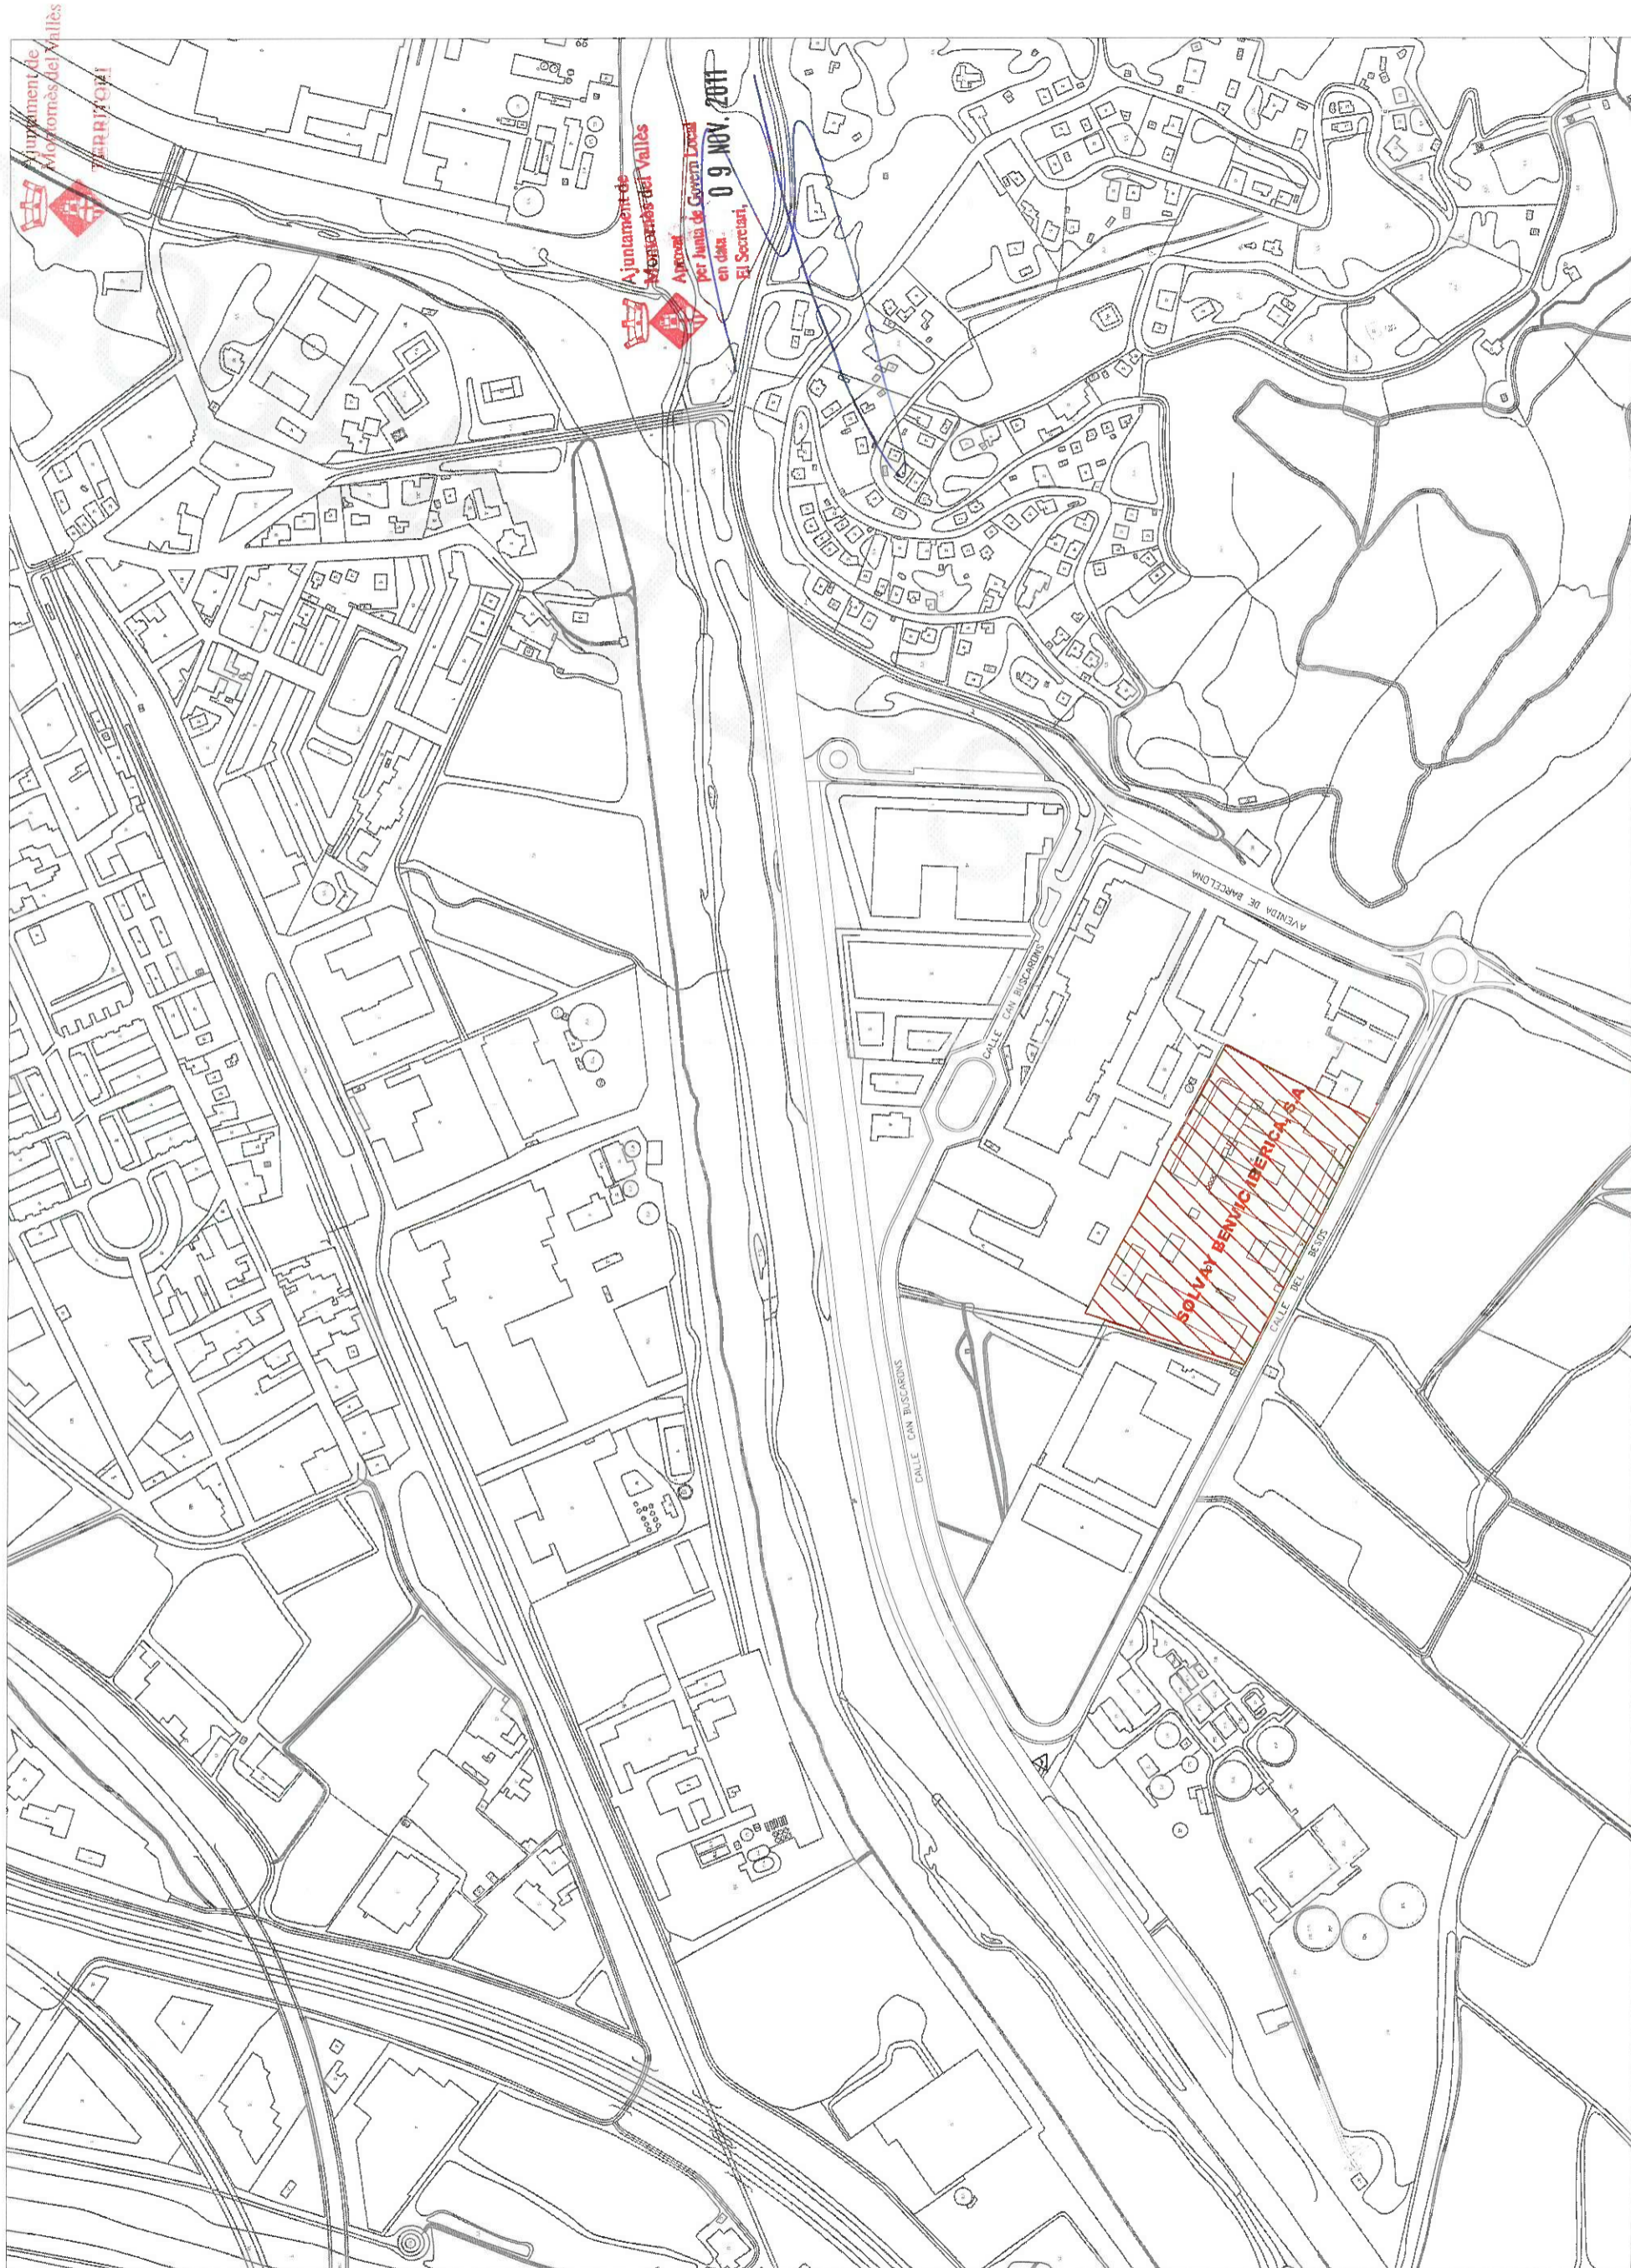 Ajuntament de
Montornès del Vallès
TERRITORI
Ajuntament de
Montornès del Vallès
Aprovat
per Junta de Govern Local
en data 09 NOV. 2011
El Secretari,
AVENIDA DE BARCELONA
CALLE CAN BUSCARONS
SOLVAY BENVIC IBERICA, S.A
CALLE DEL BESOS
CALLE CAN BUSCARONS